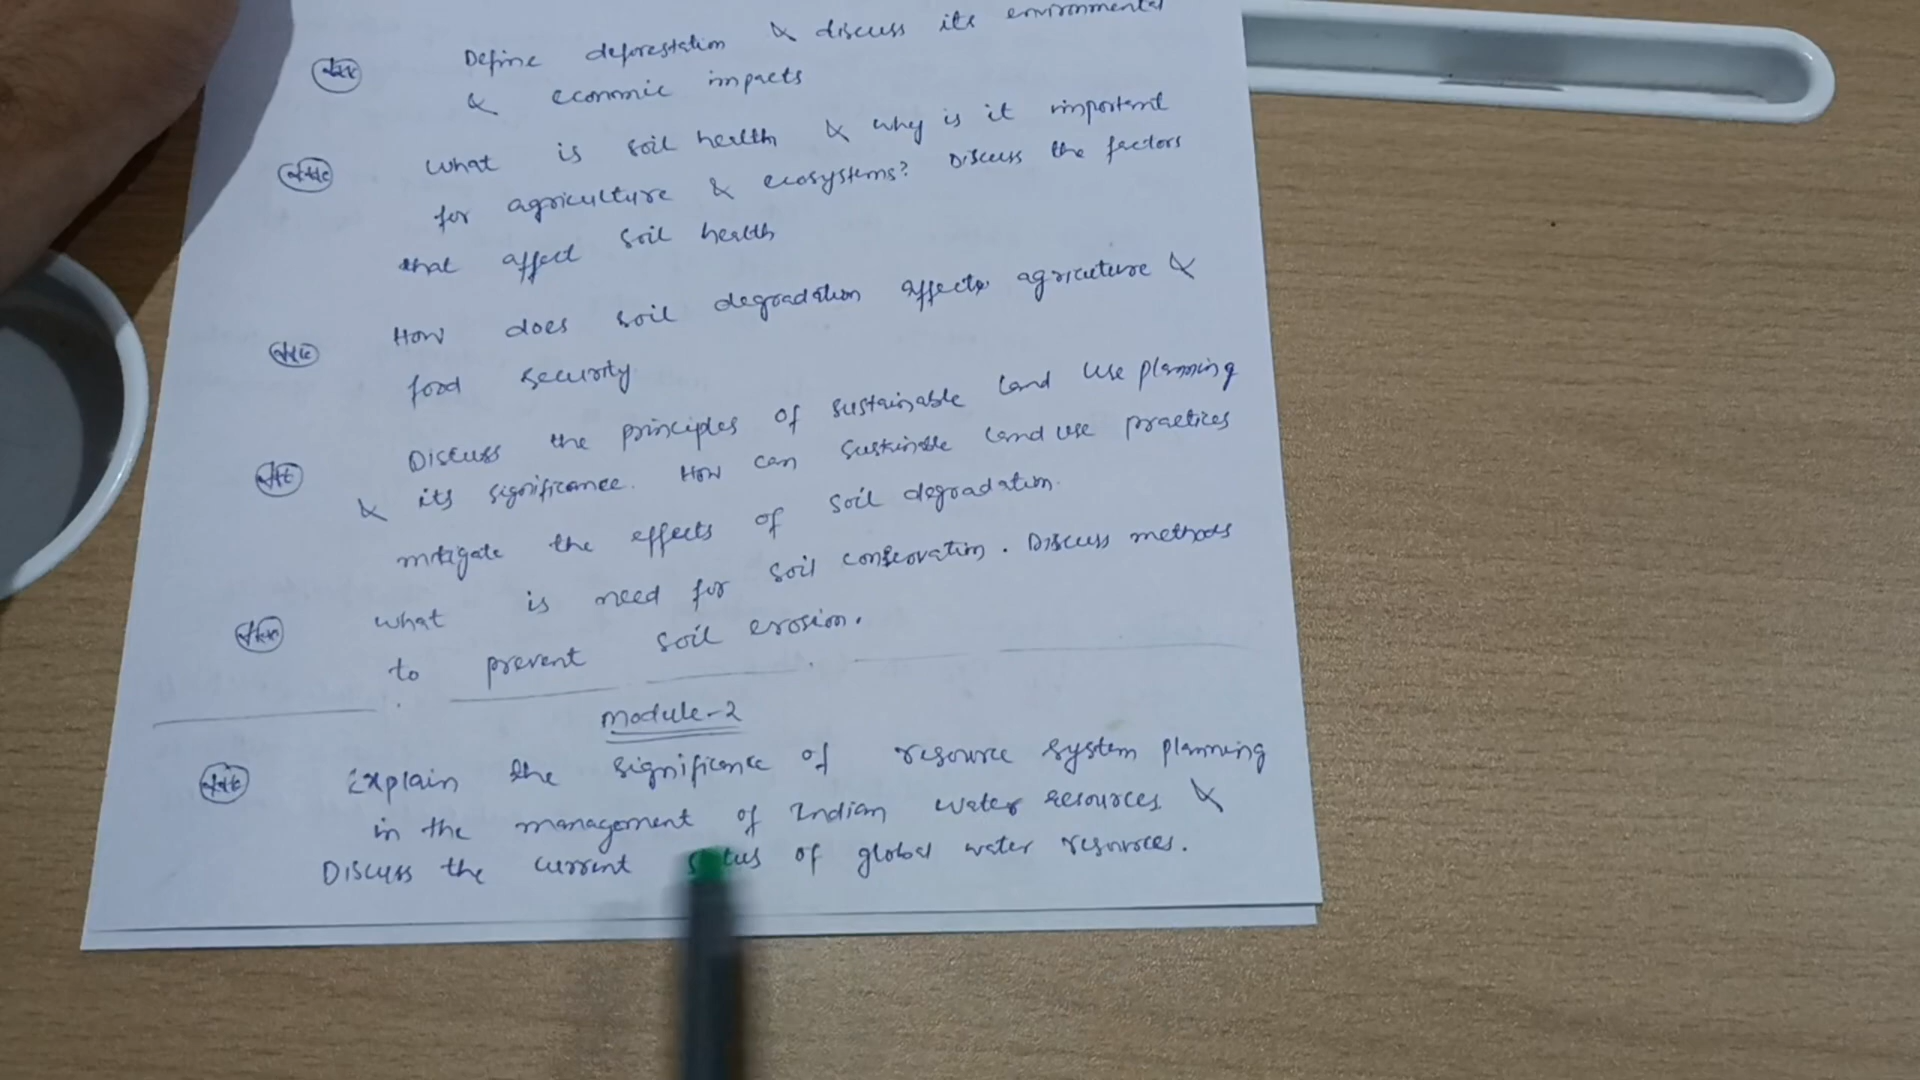 Define deforestation & discuss its environmental
& economic impacts
What is soil health & why is it important
for agriculture & ecosystems? Discuss the factors
that affect soil health
How does soil degradation affects agricuture &
food security
Discuss the principles of sustainable land use planning
& its significance. How can sustainble land use practices
mitigate the effects of soil degradation.
What is need for soil conservation. Discuss methods
to prevent soil erosion.
Module-2
Explain the significance of resource system planning
in the management of Indian water resources &
Discuss the current of global water resources.